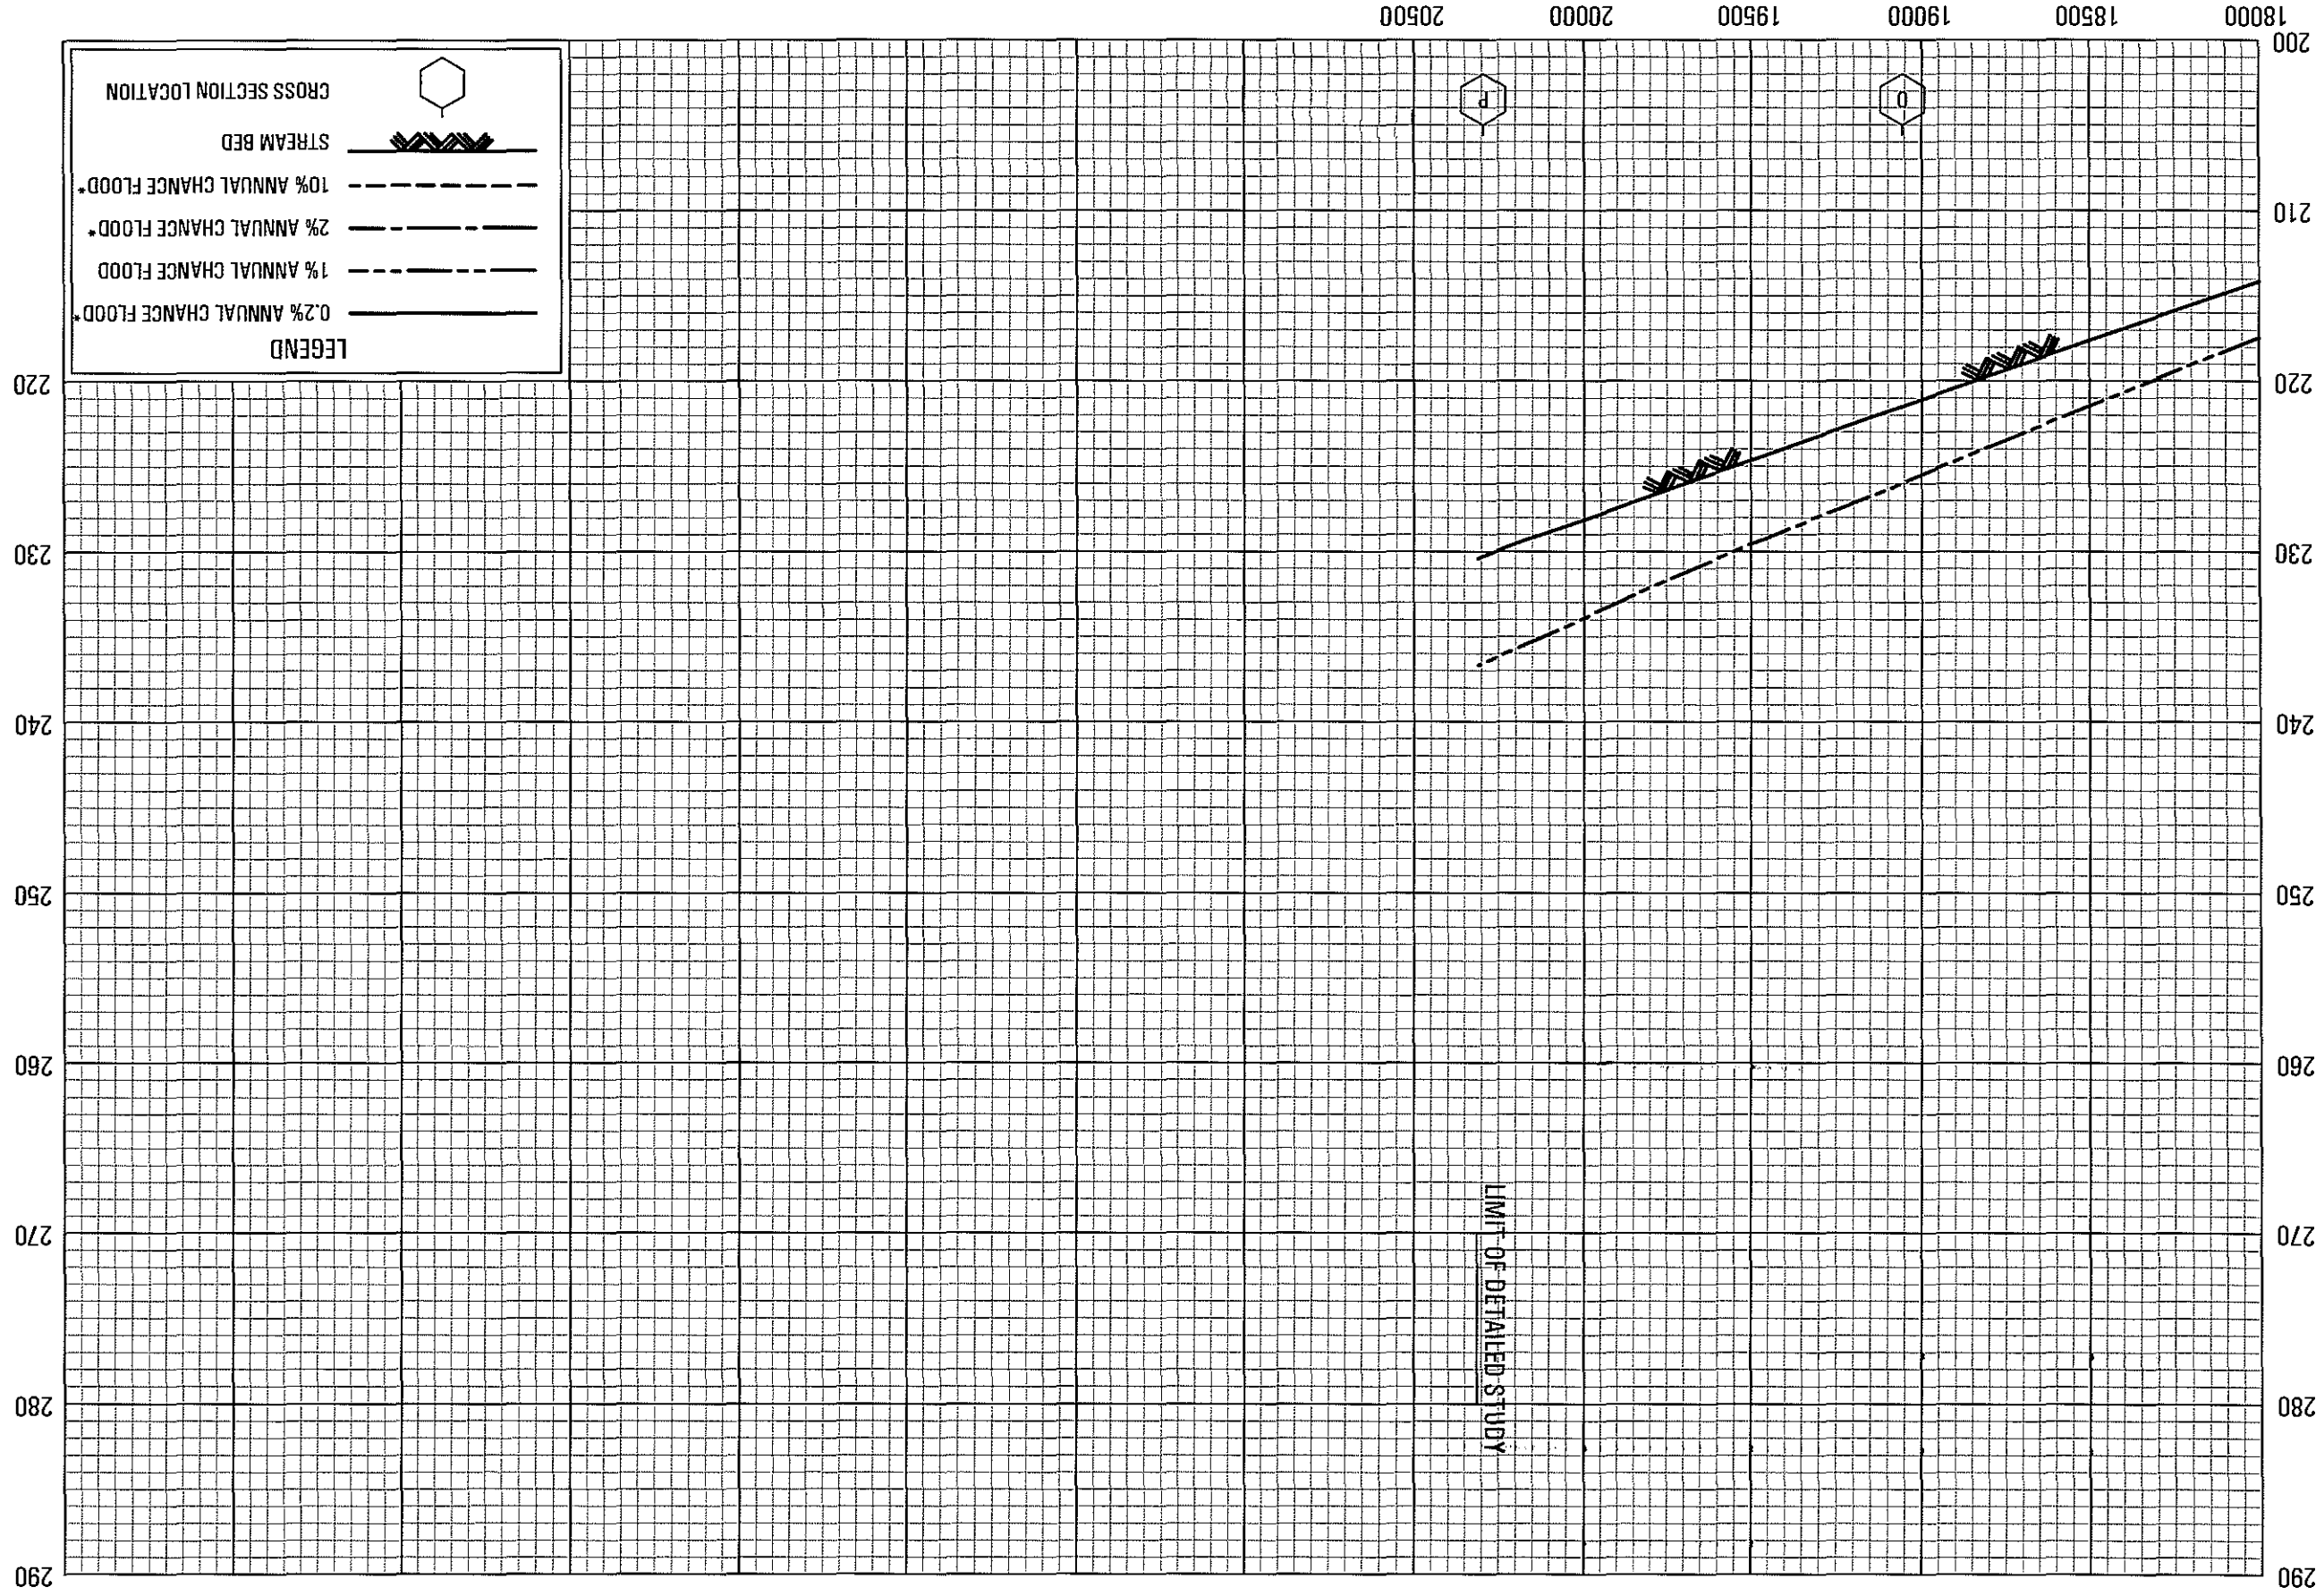 290
280
270
260
250
240
230
220
210
200
LIMIT OF DETAILED STUDY
290
280
270
260
250
240
230
220
LEGEND
0.2% ANNUAL CHANCE FLOOD*
1% ANNUAL CHANCE FLOOD
2% ANNUAL CHANCE FLOOD*
10% ANNUAL CHANCE FLOOD*
STREAM BED
CROSS SECTION LOCATION
O
P
18000
18500
19000
19500
20000
20500